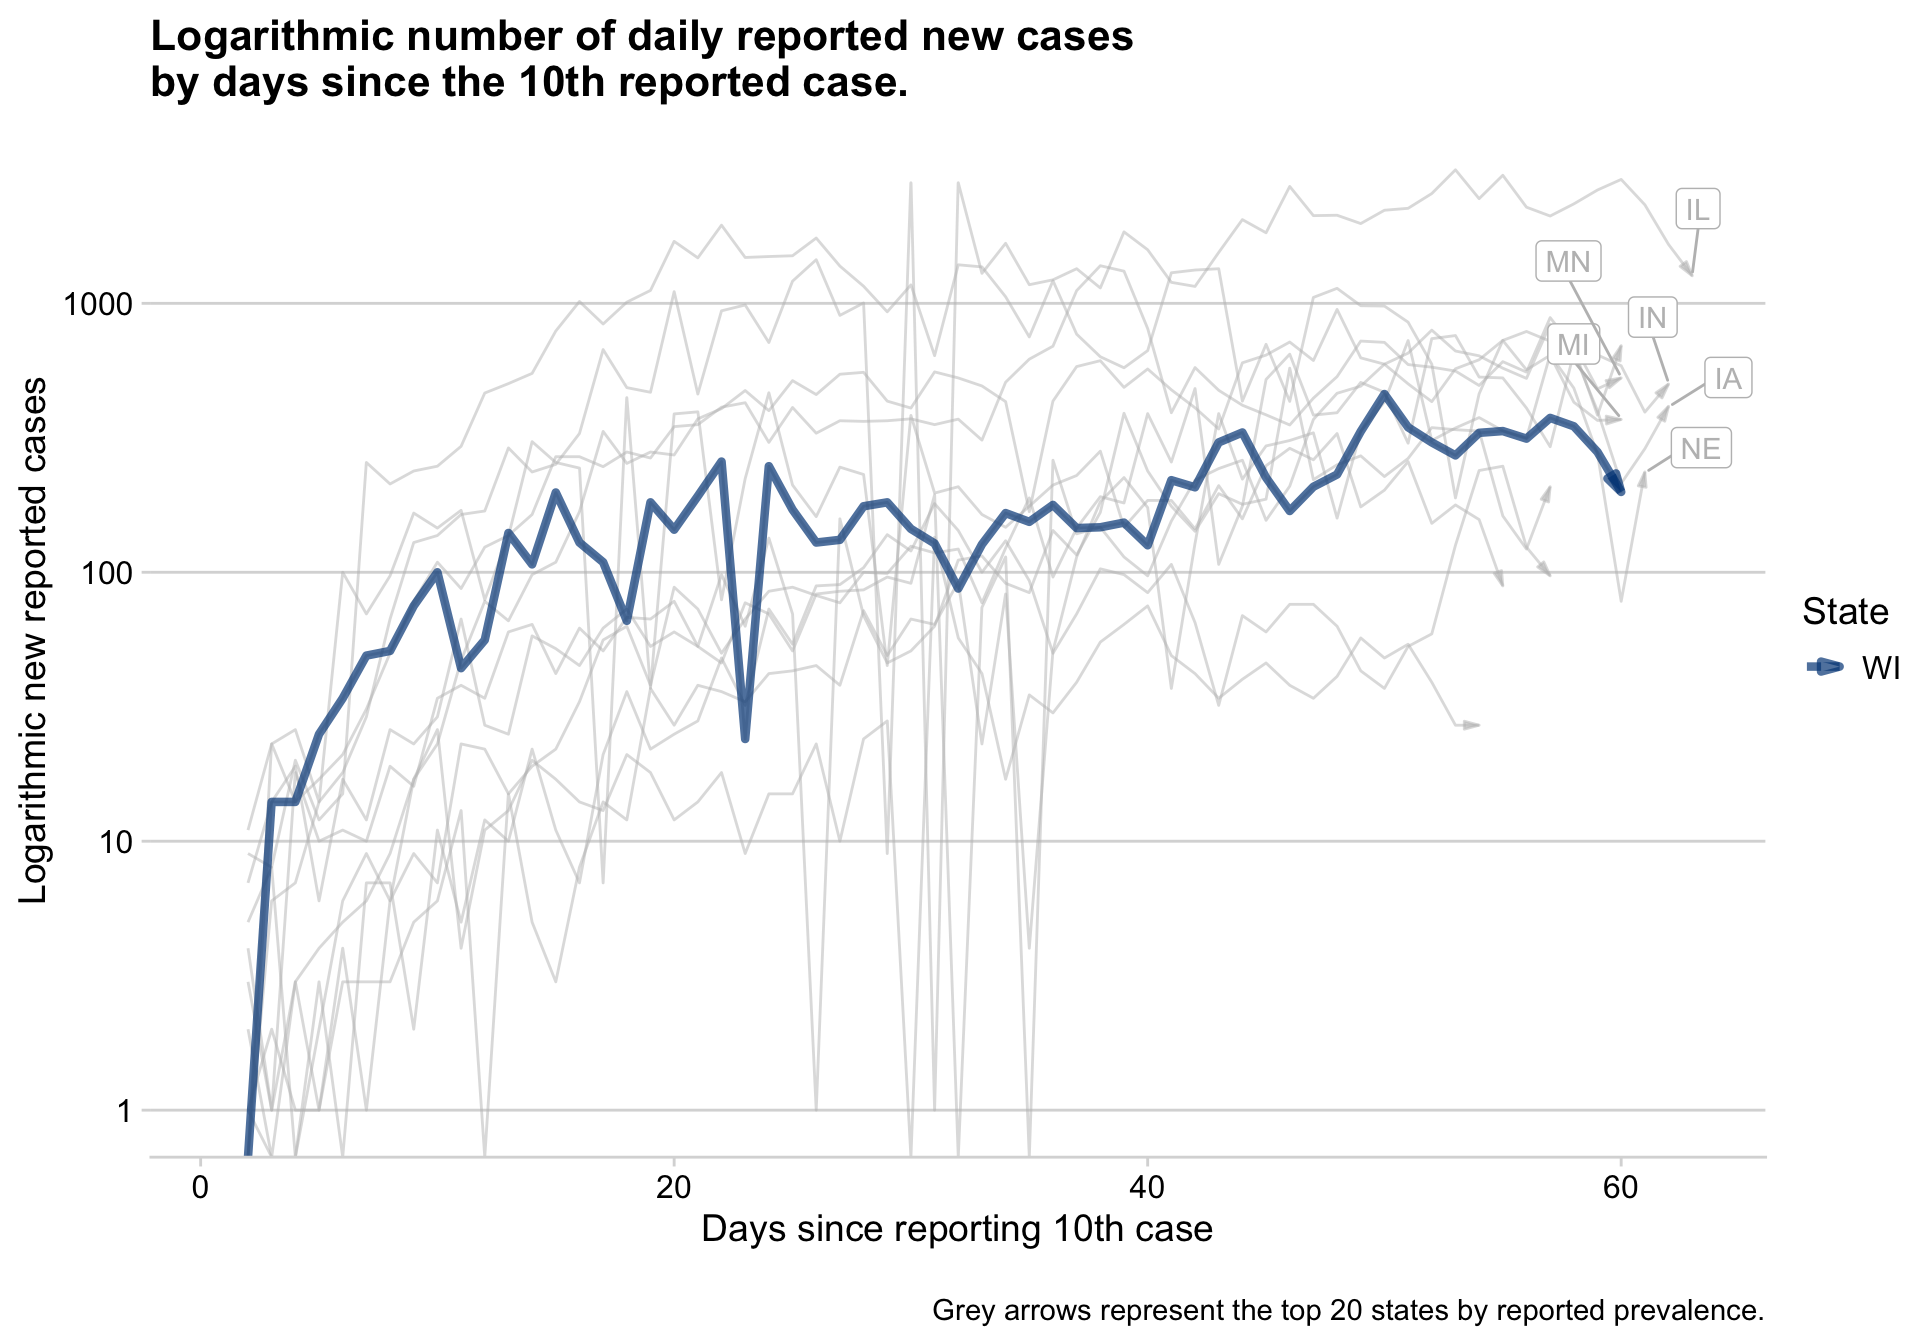 Logarithmic number of daily reported new cases
by days since the 10th reported case.
Logarithmic new reported cases
1000
100
10
1
IL
MN
IN
MI
IA
NE
State
WI
0
20
40
60
Days since reporting 10th case
Grey arrows represent the top 20 states by reported prevalence.